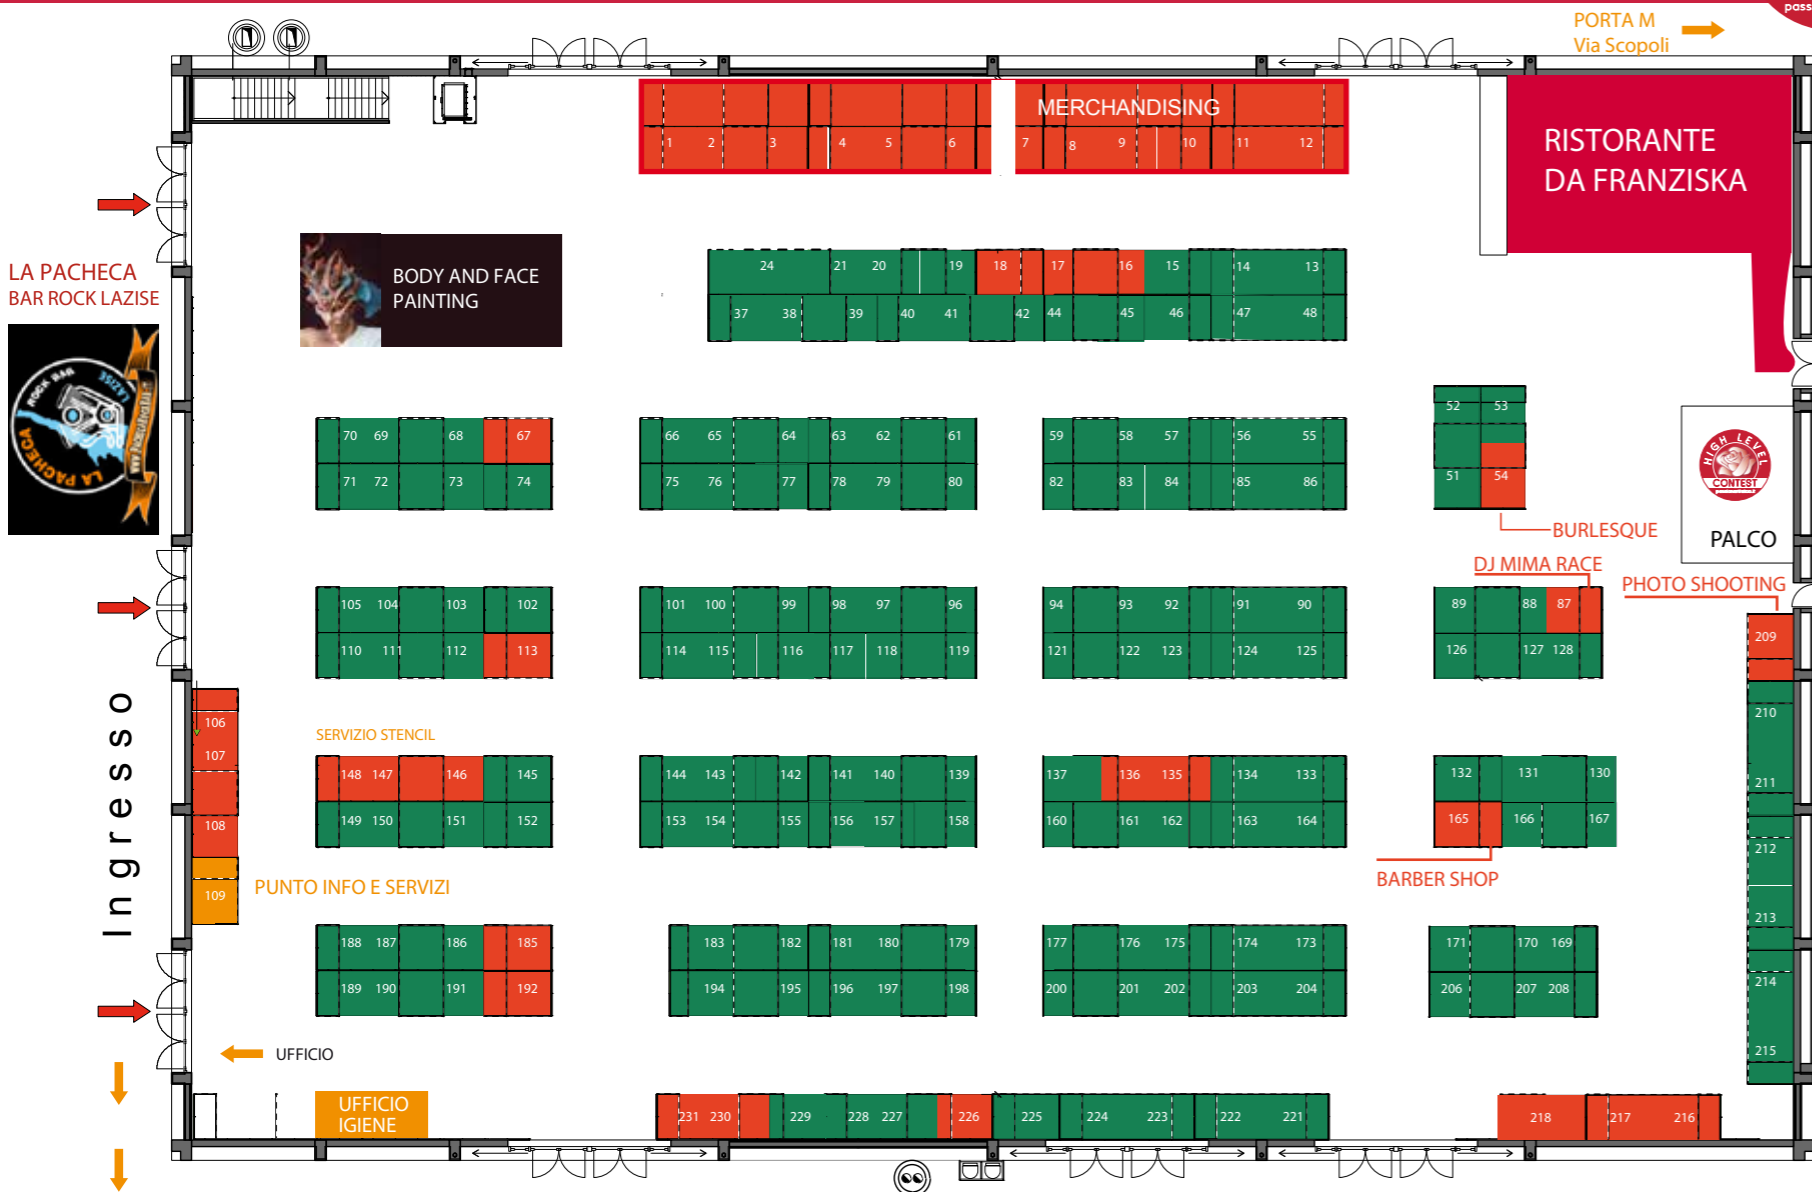 pass
PORTA M
Via Scopoli
MERCHANDISING
1 2 3 4 5 6 7 8 9 10 11 12
RISTORANTE
DA FRANZISKA
LA PACHECA
BAR ROCK LAZISE
ROCK BAR
LAZISE
LA PACHECA
BODY AND FACE
PAINTING
24 21 20 19 18 17 16 15 14 13
37 38 39 40 41 42 44 45 46 47 48
52 53
51 54
BURLESQUE
HIGH LEVEL
CONTEST
PALCO
70 69 68 67 66 65 64 63 62 61 59 58 57 56 55
71 72 73 74 75 76 77 78 79 80 82 83 84 85 86
DJ MIMA RACE
PHOTO SHOOTING
105 104 103 102 101 100 99 98 97 96 94 93 92 91 90 89 88 87
110 111 112 113 114 115 116 117 118 119 121 122 123 124 125 126 127 128
209
210
211
212
213
214
215
Ingresso
106
107
108
109
PUNTO INFO E SERVIZI
SERVIZIO STENCIL
148 147 146 145 144 143 142 141 140 139 137 136 135 134 133 132 131 130
149 150 151 152 153 154 155 156 157 158 160 161 162 163 164 165 166 167
BARBER SHOP
188 187 186 185 183 182 181 180 179 177 176 175 174 173 171 170 169
189 190 191 192 194 195 196 197 198 200 201 202 203 204 206 207 208
UFFICIO
UFFICIO
IGIENE
231 230 229 228 227 226 225 224 223 222 221 218 217 216